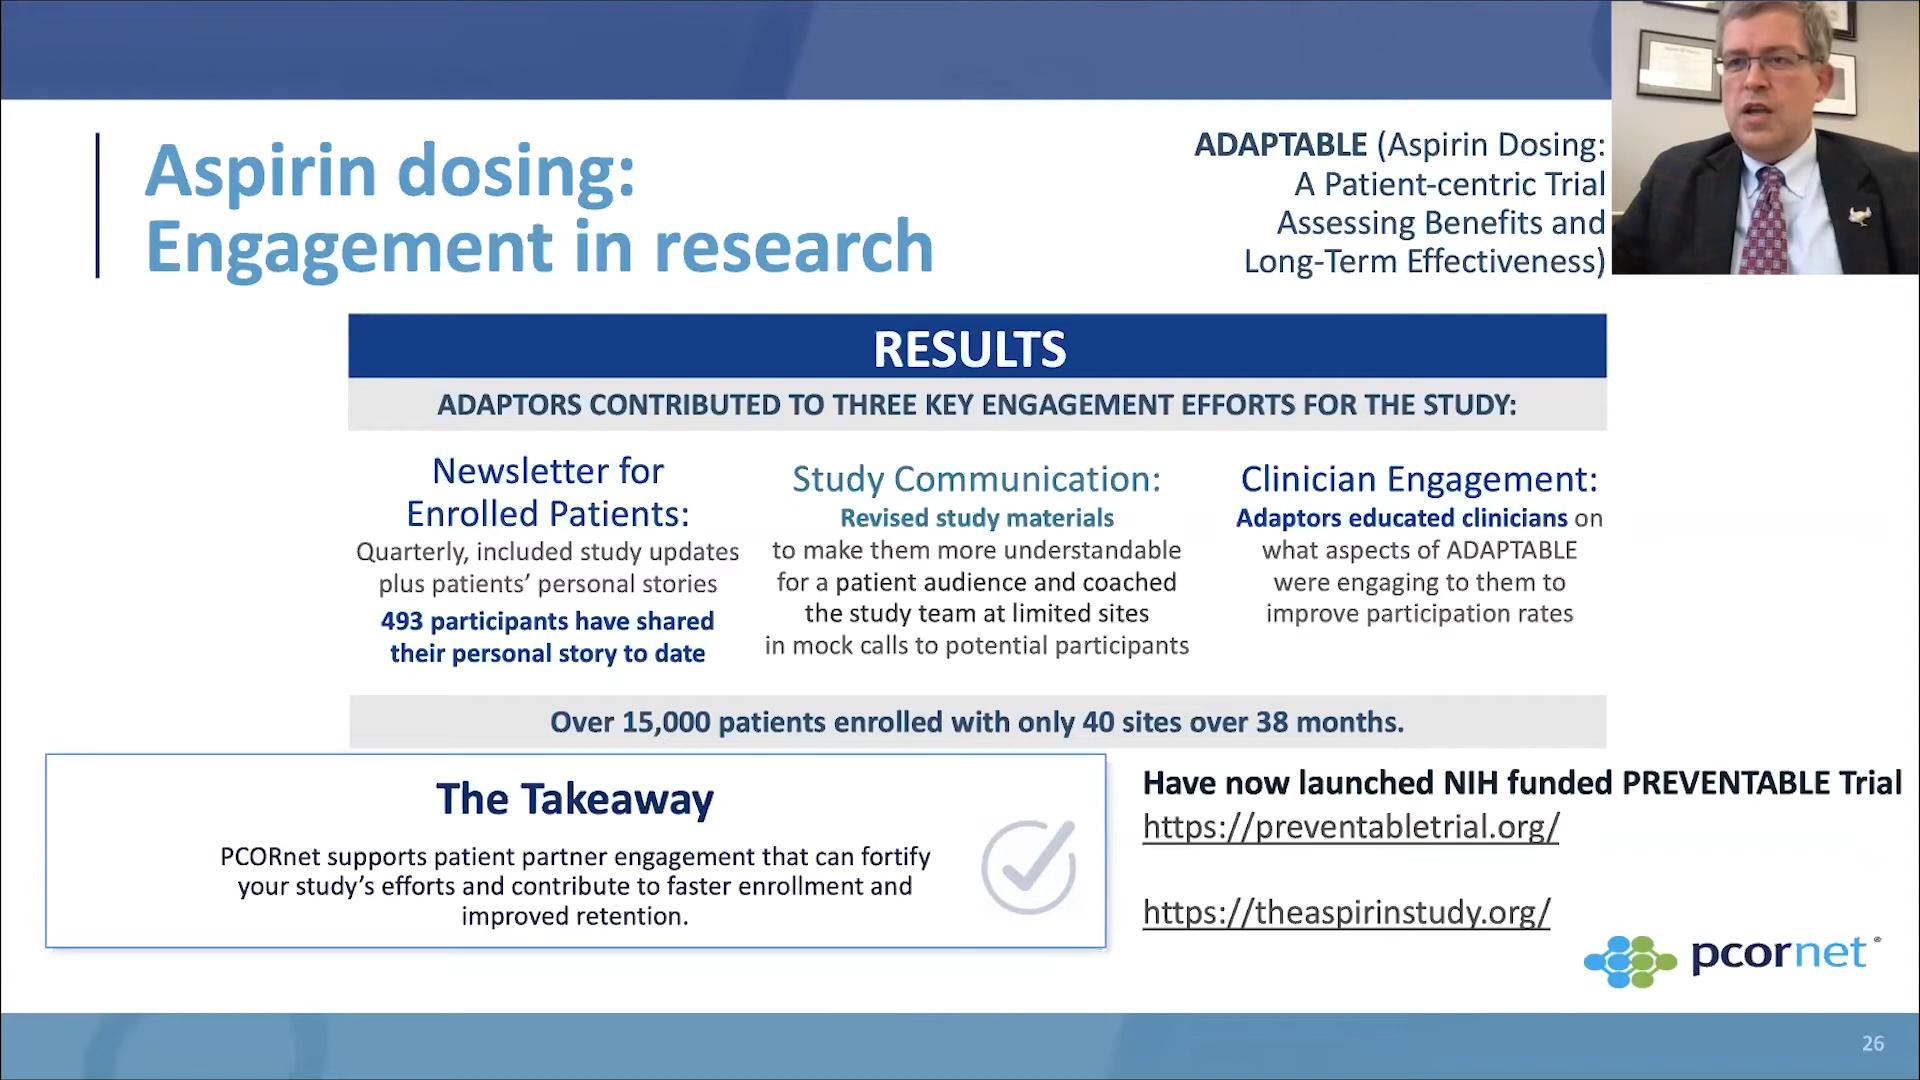 Aspirin dosing:
Engagement in research
ADAPTABLE (Aspirin Dosing:
A Patient-centric Trial
Assessing Benefits and
Long-Term Effectiveness)
RESULTS
ADAPTORS CONTRIBUTED TO THREE KEY ENGAGEMENT EFFORTS FOR THE STUDY:
Newsletter for
Enrolled Patients:
Quarterly, included study updates
plus patients’ personal stories
493 participants have shared
their personal story to date
Study Communication:
Revised study materials
to make them more understandable
for a patient audience and coached
the study team at limited sites
in mock calls to potential participants
Clinician Engagement:
Adaptors educated clinicians on
what aspects of ADAPTABLE
were engaging to them to
improve participation rates
Over 15,000 patients enrolled with only 40 sites over 38 months.
The Takeaway
PCORnet supports patient partner engagement that can fortify
your study’s efforts and contribute to faster enrollment and
improved retention.
Have now launched NIH funded PREVENTABLE Trial
https://preventabletrial.org/
https://theaspirinstudy.org/
pcornet®
26